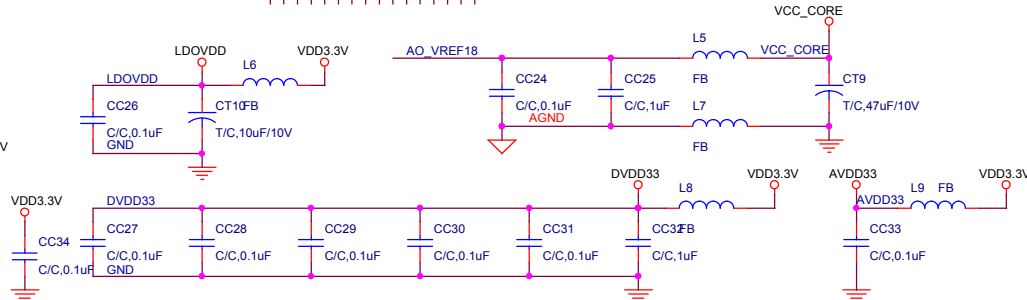 VCC_CORE
LDOVDD
VDD3.3V
L6
AO_VREF18
L5
VCC_CORE
LDOVDD
FB
CC26
CT10
FB
CC24
CC25
CT9
C/C,0.1uF
T/C,10uF/10V
C/C,0.1uF
C/C,1uF
L7
T/C,47uF/10V
AGND
GND
FB
V
DVDD33
VDD3.3V
AVDD33
VDD3.3V
L8
L9
FB
VDD3.3V
DVDD33
AVDD33
CC34
CC27
CC28
CC29
CC30
CC31
CC32
FB
CC33
C/C,0.1uF
C/C,0.1uF
C/C,0.1uF
C/C,0.1uF
C/C,0.1uF
C/C,0.1uF
C/C,1uF
C/C,0.1uF
GND